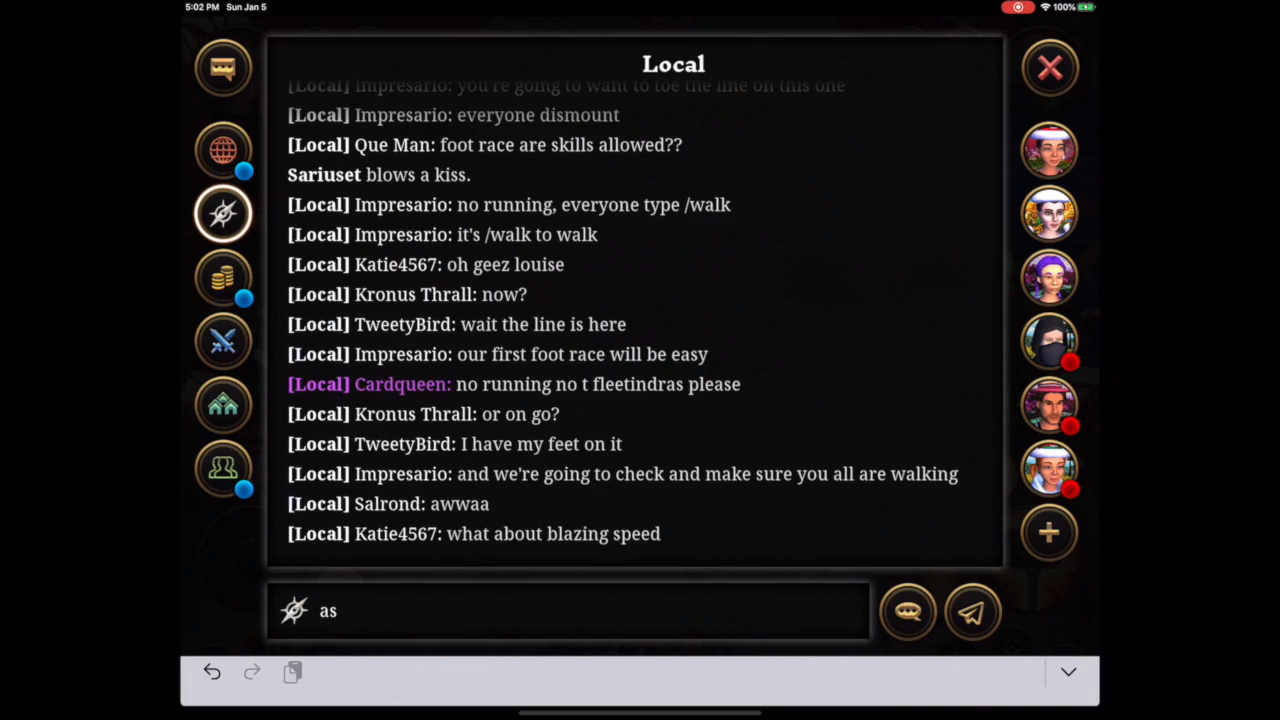 5:02 PM Sun Jan 5
100%
Local
[Local] Impresario: you're going to want to toe the line on this one
[Local] Impresario: everyone dismount
[Local] Que Man: foot race are skills allowed??
Sariuset blows a kiss.
[Local] Impresario: no running, everyone type /walk
[Local] Impresario: it's /walk to walk
[Local] Katie4567: oh geez louise
[Local] Kronus Thrall: now?
[Local] TweetyBird: wait the line is here
[Local] Impresario: our first foot race will be easy
[Local] Cardqueen: no running no t fleetindras please
[Local] Kronus Thrall: or on go?
[Local] TweetyBird: I have my feet on it
[Local] Impresario: and we're going to check and make sure you all are walking
[Local] Salrond: awwaa
[Local] Katie4567: what about blazing speed
as